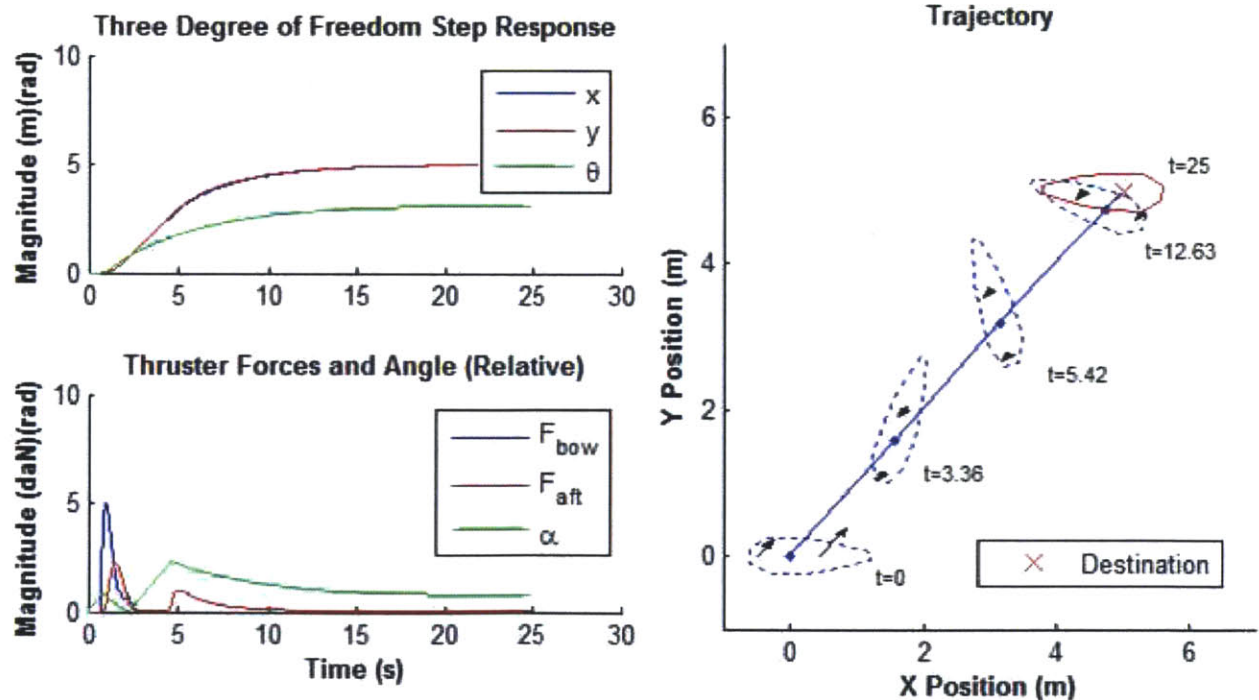 Three Degree of Freedom Step Response
Magnitude (m)(rad)
10
5
0
0 5 10 15 20 25 30
x
y
θ
Thruster Forces and Angle (Relative)
Magnitude (daN)(rad)
10
5
0
0 5 10 15 20 25 30
Time (s)
F_bow
F_aft
α
Trajectory
Y Position (m)
6
4
2
0
0 2 4 6
X Position (m)
t=25
t=12.63
t=5.42
t=3.36
t=0
Destination